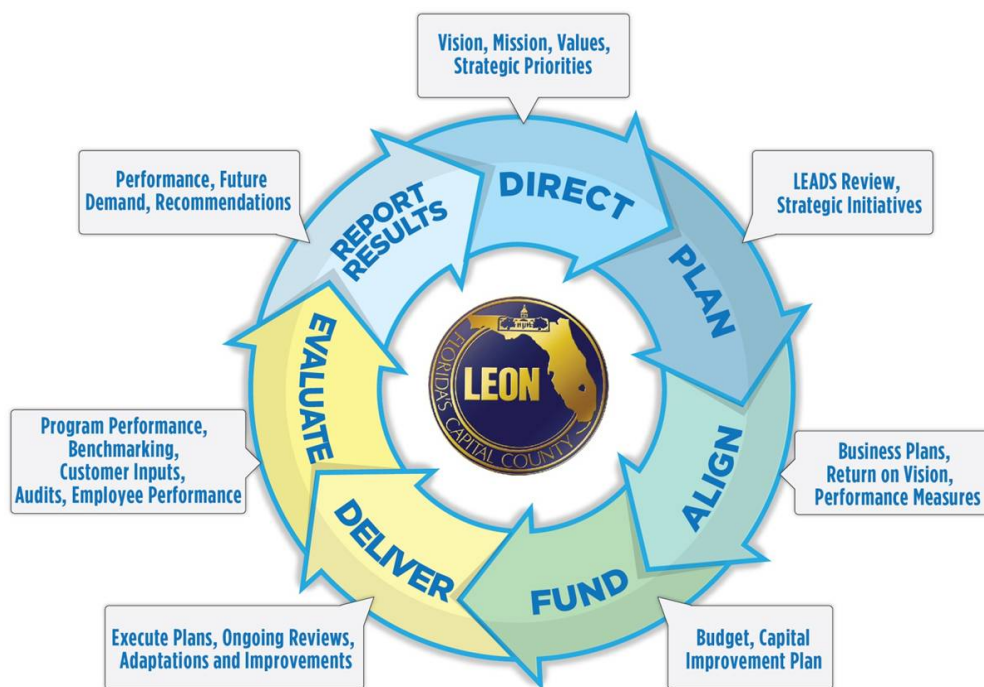 Vision, Mission, Values,
Strategic Priorities
DIRECT
LEADS Review,
Strategic Initiatives
PLAN
Business Plans,
Return on Vision,
Performance Measures
ALIGN
Budget, Capital
Improvement Plan
FUND
Execute Plans, Ongoing Reviews,
Adaptations and Improvements
DELIVER
Program Performance,
Benchmarking,
Customer Inputs,
Audits, Employee Performance
EVALUATE
Performance, Future
Demand, Recommendations
REPORT
RESULTS
LEON
FLORIDA'S CAPITAL COUNTY